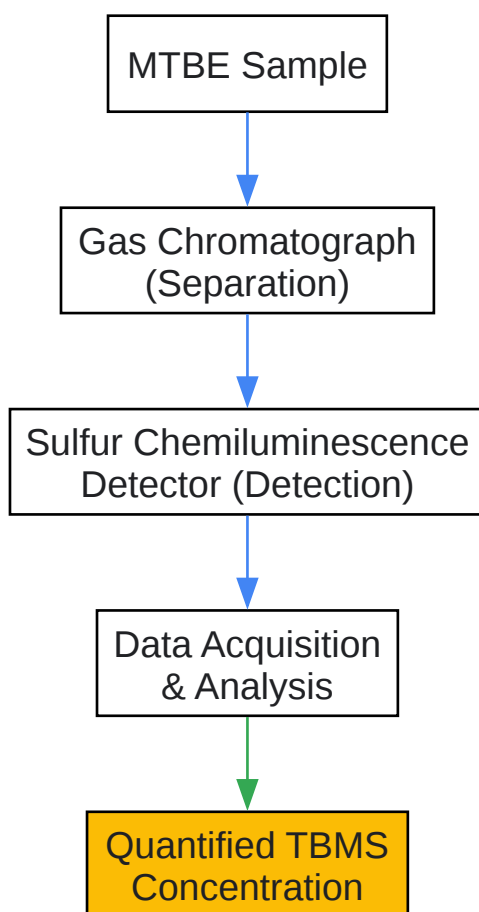 MTBE Sample
Gas Chromatograph
(Separation)
Sulfur Chemiluminescence
Detector (Detection)
Data Acquisition
& Analysis
Quantified TBMS
Concentration